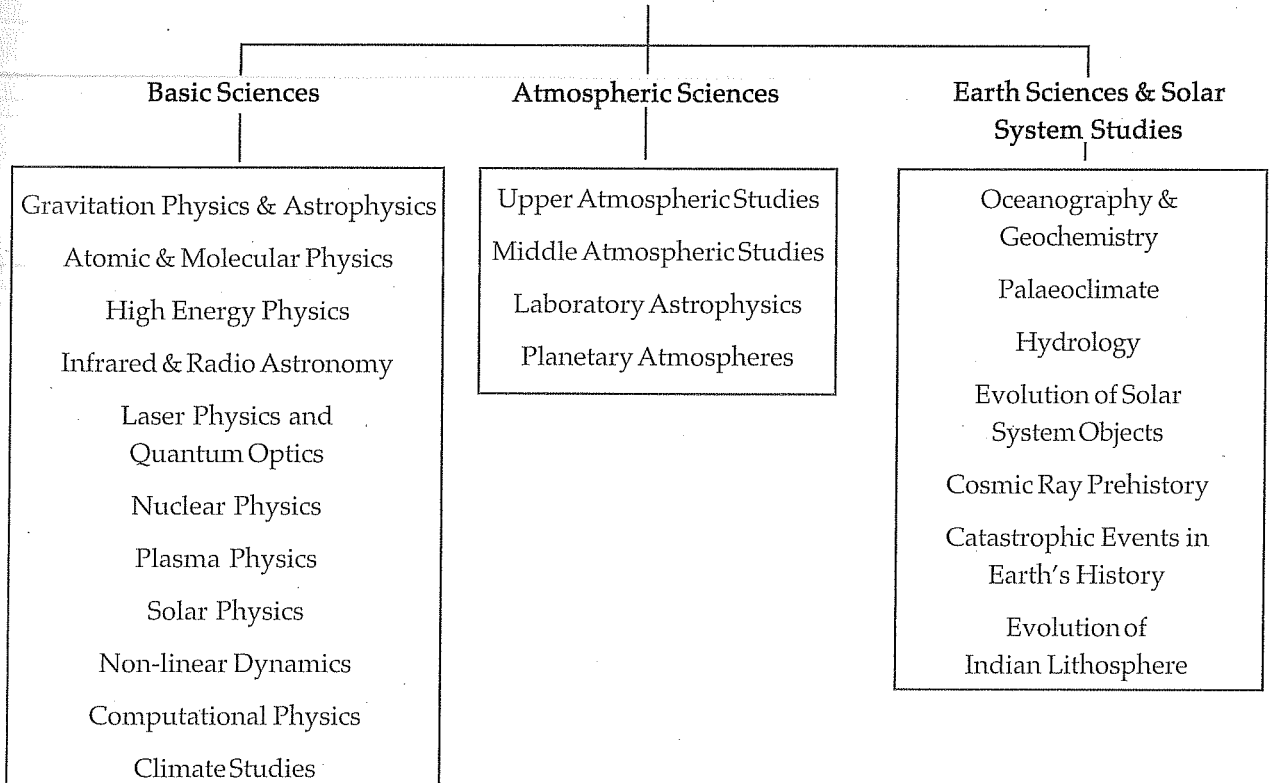 Basic Sciences
Gravitation Physics & Astrophysics
Atomic & Molecular Physics
High Energy Physics
Infrared & Radio Astronomy
Laser Physics and
Quantum Optics
Nuclear Physics
Plasma Physics
Solar Physics
Non-linear Dynamics
Computational Physics
Climate Studies
Atmospheric Sciences
Upper Atmospheric Studies
Middle Atmospheric Studies
Laboratory Astrophysics
Planetary Atmospheres
Earth Sciences & Solar
System Studies
Oceanography &
Geochemistry
Palaeoclimate
Hydrology
Evolution of Solar
System Objects
Cosmic Ray Prehistory
Catastrophic Events in
Earth's History
Evolution of
Indian Lithosphere